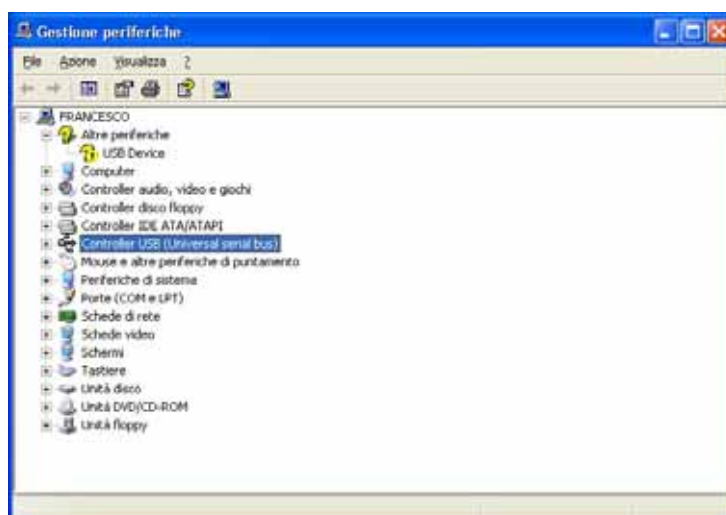 Gestione periferiche
File Azione Visualizza ?
FRANCESCO
Altre periferiche
USB Device
Computer
Controller audio, video e giochi
Controller disco floppy
Controller IDE ATA/ATAPI
Controller USB (Universal serial bus)
Mouse e altre periferiche di puntamento
Periferiche di sistema
Porte (COM e LPT)
Schede di rete
Schede video
Schermi
Tastiere
Unità disco
Unità DVD/CD-ROM
Unità floppy